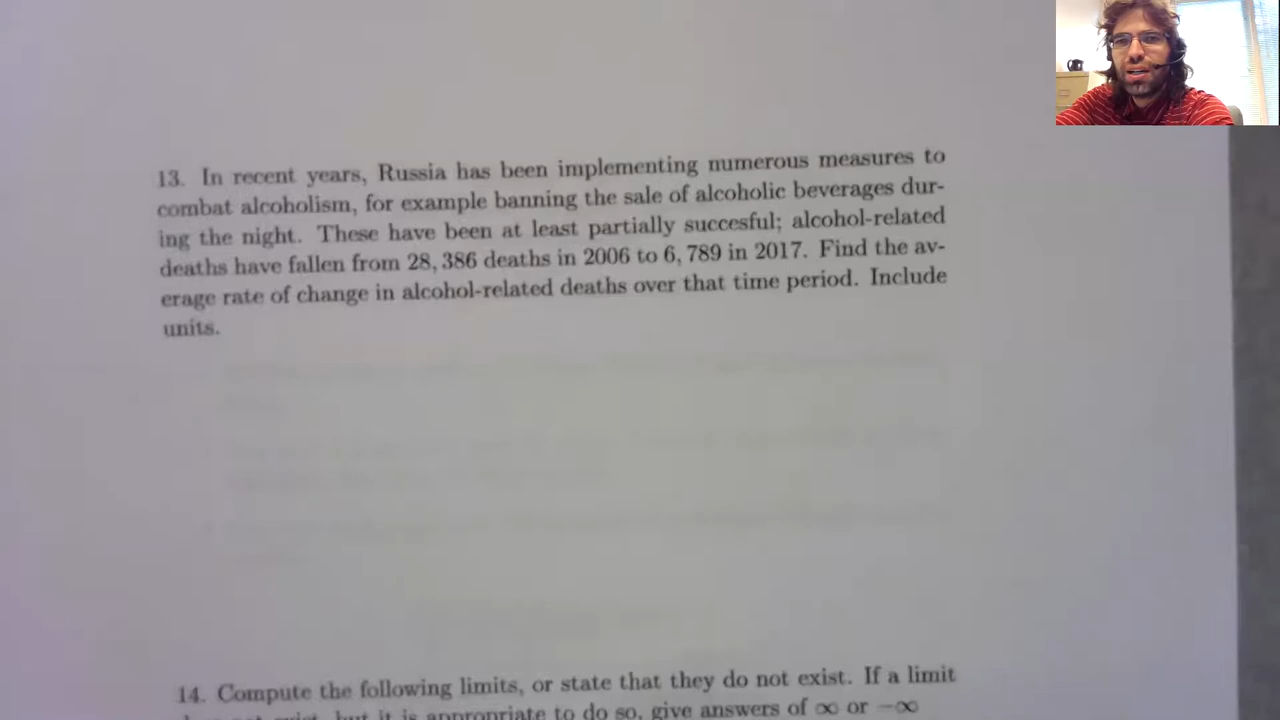 13. In recent years, Russia has been implementing numerous measures to
combat alcoholism, for example banning the sale of alcoholic beverages dur-
ing the night. These have been at least partially succesful; alcohol-related
deaths have fallen from 28,386 deaths in 2006 to 6,789 in 2017. Find the av-
erage rate of change in alcohol-related deaths over that time period. Include
units.
14. Compute the following limits, or state that they do not exist. If a limit
does not exist, but it is appropriate to do so, give answers of ∞ or −∞